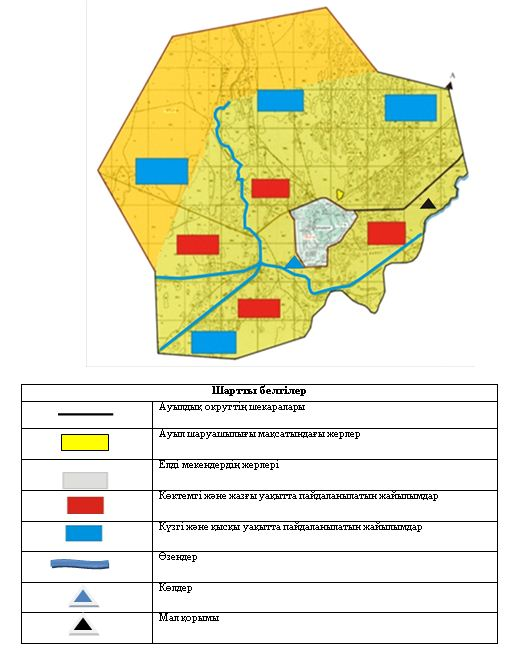 A
Шартты белгілер
Ауылдық округтің шекаралары
Ауыл шаруашылығы мақсатындағы жерлер
Елді мекендердің жерлері
Көктемгі және жазғы уақытта пайдаланылатын жайылымдар
Күзгі және қысқы уақытта пайдаланылатын жайылымдар
Өзендер
Көлдер
Мал қорымы